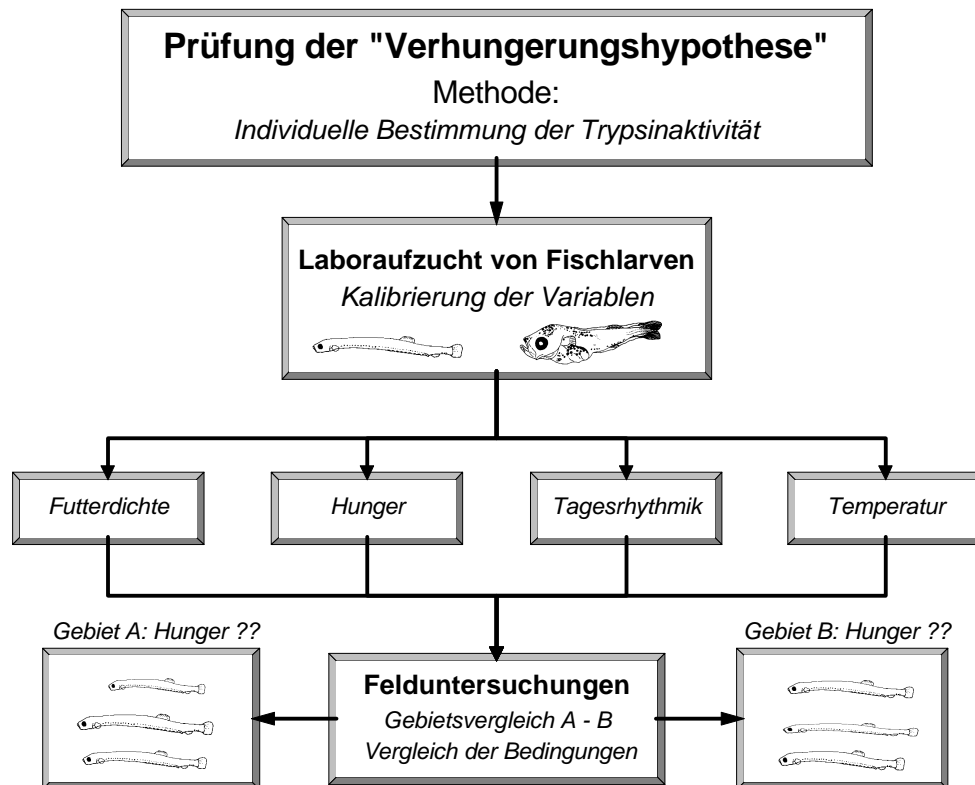 Prüfung der "Verhungerungshypothese"
Methode:
Individuelle Bestimmung der Trypsinaktivität
Laboraufzucht von Fischlarven
Kalibrierung der Variablen
Futterdichte
Hunger
Tagesrhythmik
Temperatur
Gebiet A: Hunger ??
Gebiet B: Hunger ??
Felduntersuchungen
Gebietsvergleich A - B
Vergleich der Bedingungen